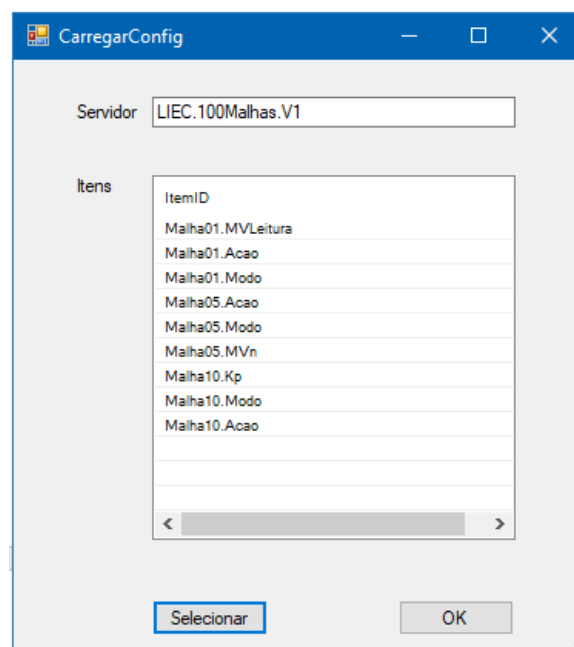 CarregarConfig
Servidor LIEC.100Malhas.V1
Itens
ItemID
Malha01.MVLeitura
Malha01.Acao
Malha01.Modo
Malha05.Acao
Malha05.Modo
Malha05.MVn
Malha10.Kp
Malha10.Modo
Malha10.Acao
Selecionar OK